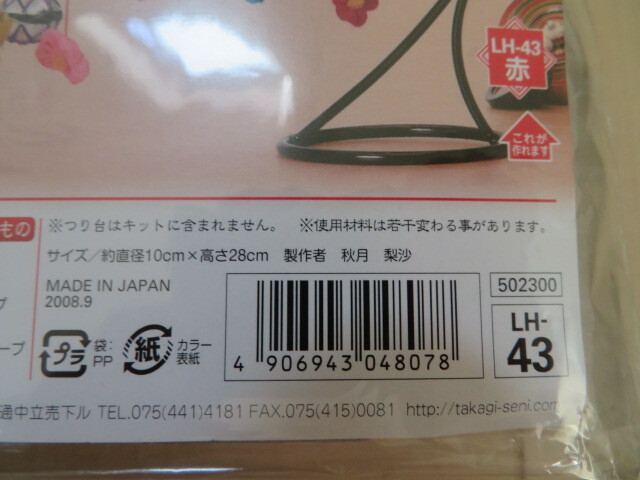 LH-43
赤
これが
作れます
もの
※つり台はキットに含まれません。 ※使用材料は若干変わる事があります。
サイズ/約直径10cm×高さ28cm 製作者 秋月 梨沙
MADE IN JAPAN
2008.9
プラ
袋:
PP
紙
カラー
表紙
4 906943 048078
502300
LH-
43
通中立売下ル TEL.075(441)4181 FAX.075(415)0081 http://takagi-seni.com